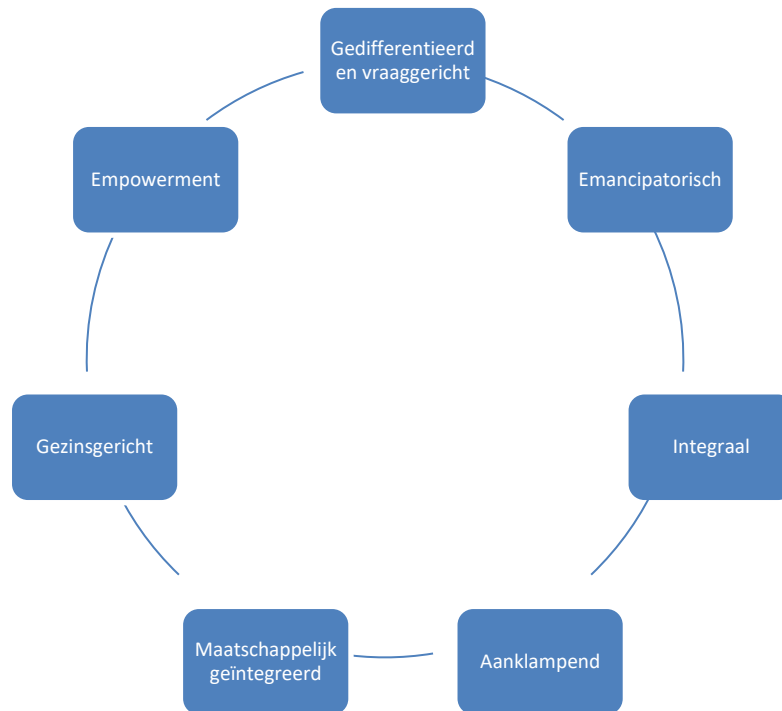 Gedifferentieerd
en vraaggericht
Emancipatorisch
Integraal
Aanklampend
Maatschappelijk
geïntegreerd
Gezinsgericht
Empowerment